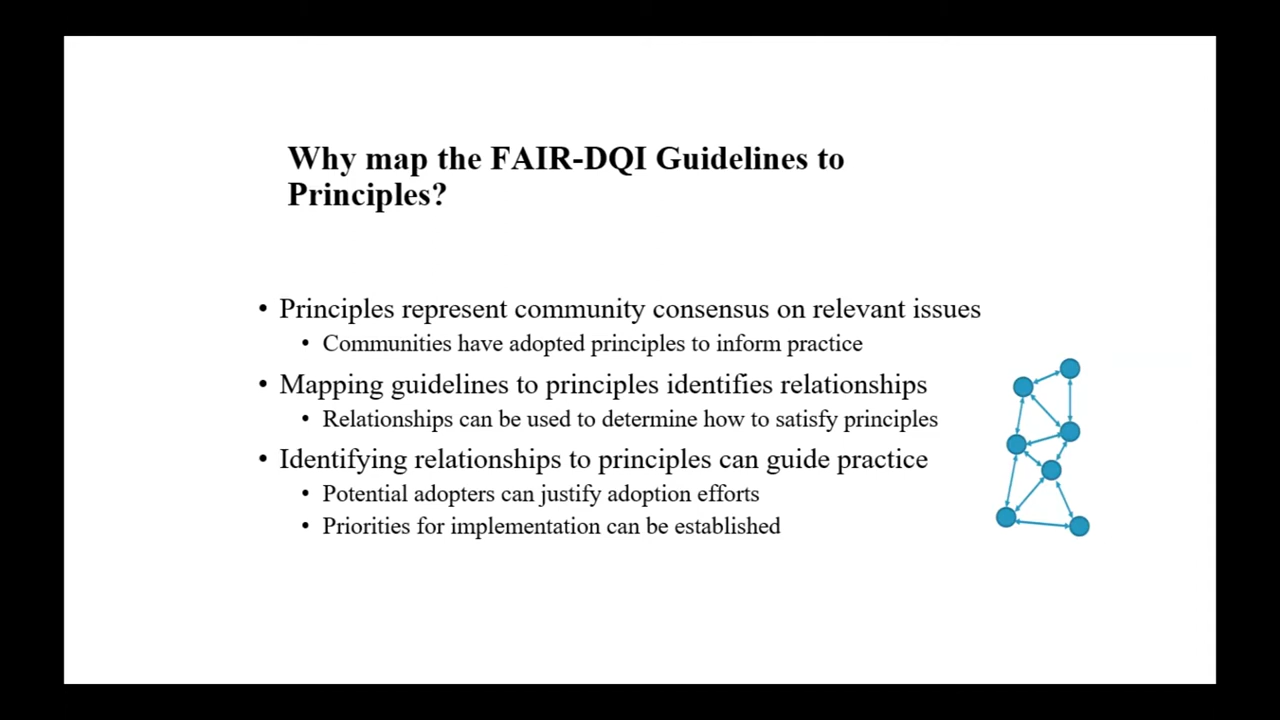 Why map the FAIR-DQI Guidelines to
Principles?
• Principles represent community consensus on relevant issues
• Communities have adopted principles to inform practice
• Mapping guidelines to principles identifies relationships
• Relationships can be used to determine how to satisfy principles
• Identifying relationships to principles can guide practice
• Potential adopters can justify adoption efforts
• Priorities for implementation can be established